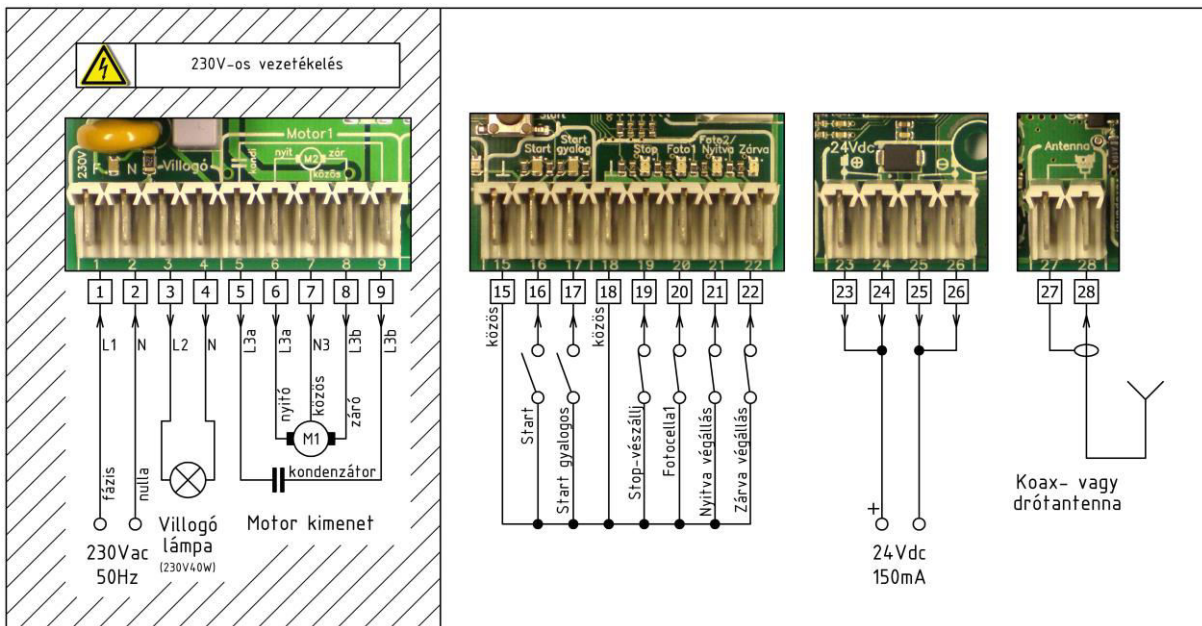 230V-os vezetékelés
Motor1
230V
F
N
Villogó
kondi
nyit
M2
zár
közös
1 2 3 4 5 6 7 8 9
1 2 3 4 5 6 7 8 9
L1 N L2 N L3a L3a N3 L3b L3b
nyitó
közös
záró
M1
kondenzátor
fázis
nulla
230Vac
50Hz
Villogó
lámpa
(230V40W)
Motor kimenet
Start
Start
Start
gyalog
Stop
Foto1
Foto2/
Nyitva
Zárva
15 16 17 18 19 20 21 22
15 16 17 18 19 20 21 22
közös
közös
Start
Start gyalogos
Stop-vészállj
Fotocella1
Nyitva végállás
Zárva végállás
24Vdc
23 24 25 26
23 24 25 26
+
24Vdc
150mA
Antenna
27 28
27 28
Koax- vagy
drótantenna